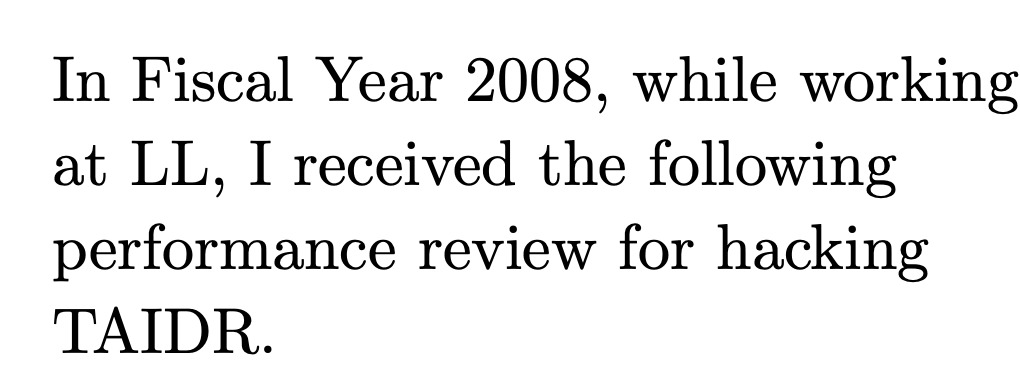 In Fiscal Year 2008, while working
at LL, I received the following
performance review for hacking
TAIDR.